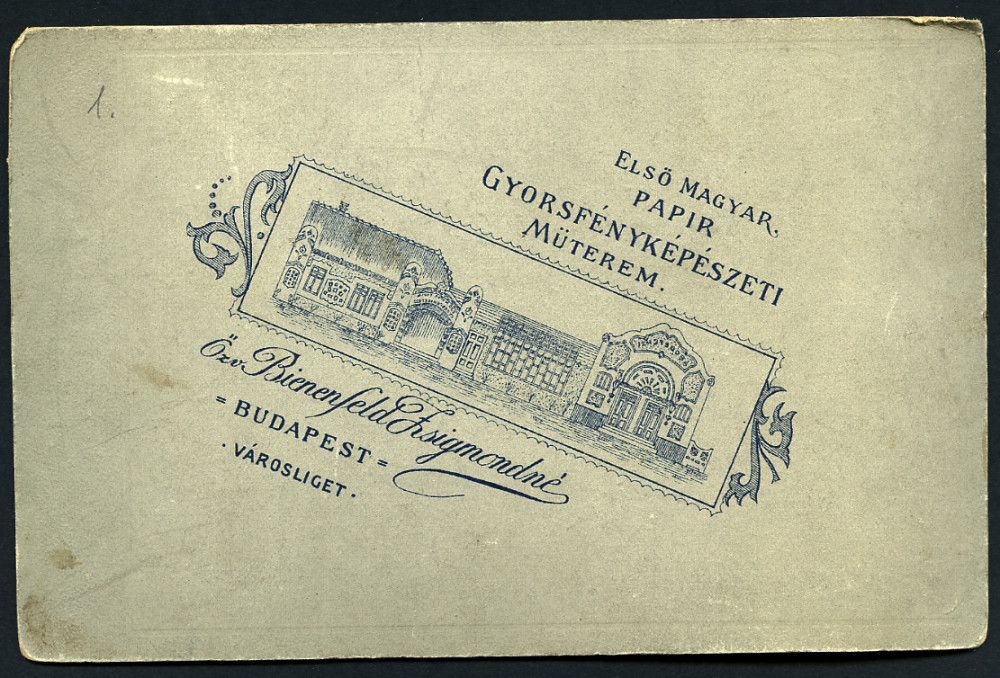 1.
ELSÖ MAGYAR.
PAPIR
GYORSFÉNYKÉPÉSZETI
MÜTEREM.
Özv. Bienenfeld Zsigmondné
= BUDAPEST =
· VÁROSLIGET ·